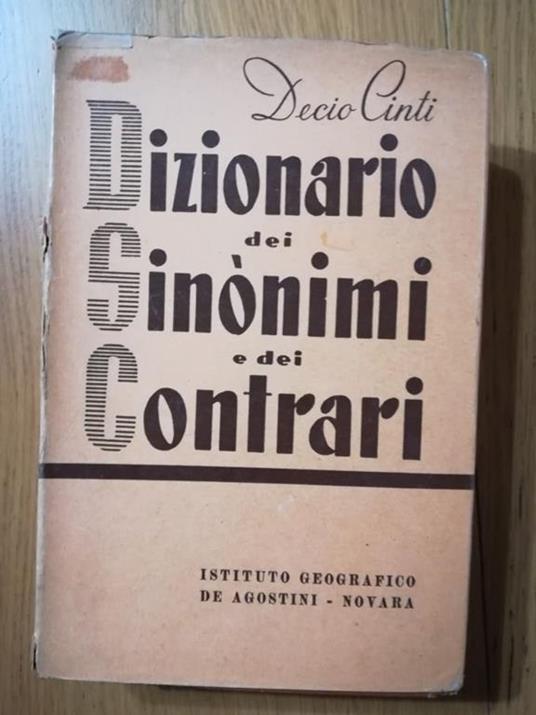 Decio Cinti
Dizionario
dei
Sinònimi
e dei
Contrari
ISTITUTO GEOGRAFICO
DE AGOSTINI - NOVARA